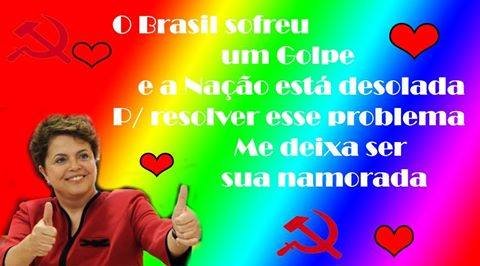 O Brasil sofreu
um Golpe
e a Nação está desolada
P/ resolver esse problema
Me deixa ser
sua namorada